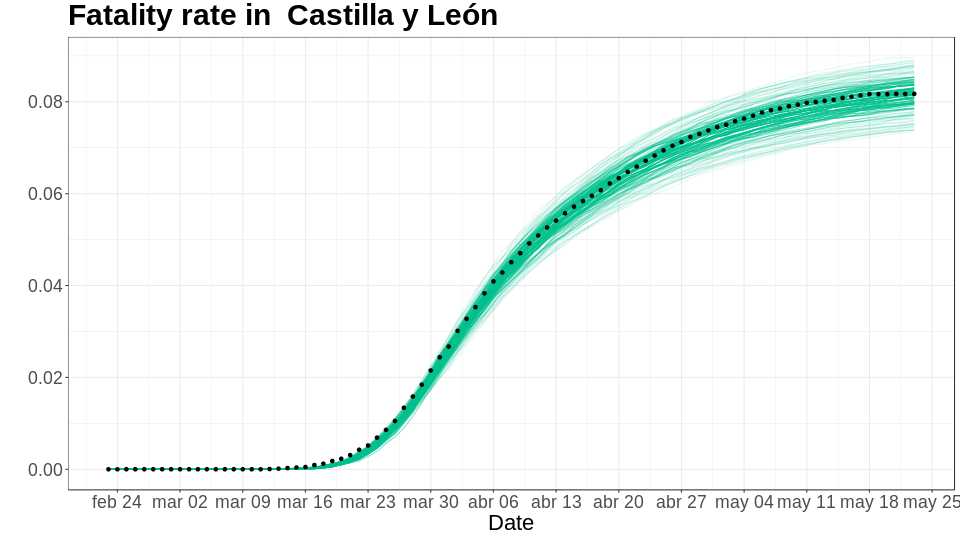 Fatality rate in  Castilla y León
0.08
0.06
0.04
0.02
0.00
feb 24 mar 02 mar 09 mar 16 mar 23 mar 30 abr 06 abr 13 abr 20 abr 27 may 04 may 11 may 18 may 25
Date